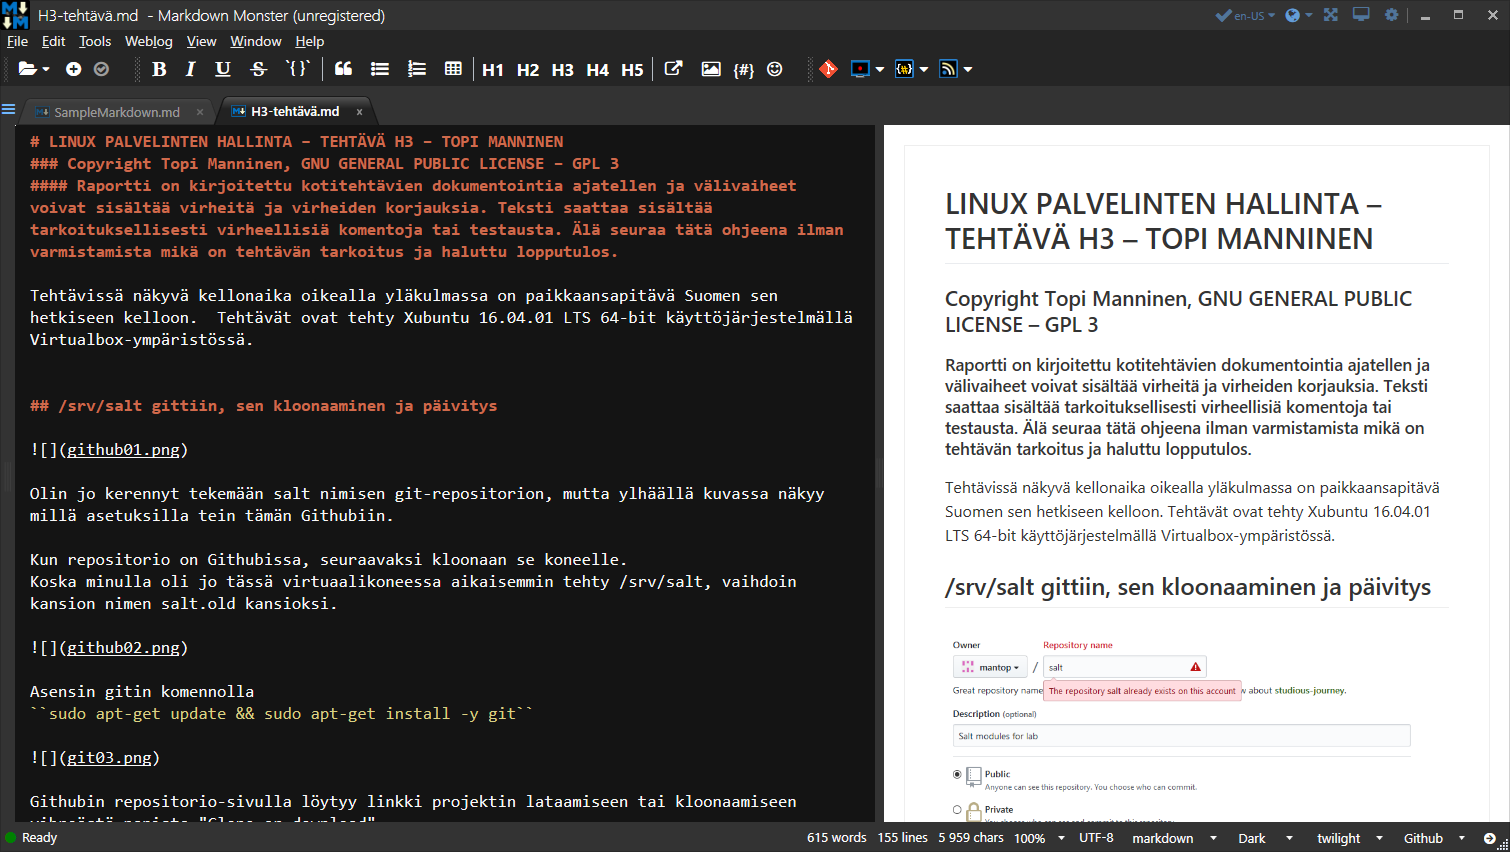 H3-tehtävä.md - Markdown Monster (unregistered)
en-US
File Edit Tools Weblog View Window Help
B I U S `{}` H1 H2 H3 H4 H5 {#} {#}
SampleMarkdown.md × H3-tehtävä.md ×
# LINUX PALVELINTEN HALLINTA – TEHTÄVÄ H3 – TOPI MANNINEN
### Copyright Topi Manninen, GNU GENERAL PUBLIC LICENSE – GPL 3
#### Raportti on kirjoitettu kotitehtävien dokumentointia ajatellen ja välivaiheet
voivat sisältää virheitä ja virheiden korjauksia. Teksti saattaa sisältää
tarkoituksellisesti virheellisiä komentoja tai testausta. Älä seuraa tätä ohjeena ilman
varmistamista mikä on tehtävän tarkoitus ja haluttu lopputulos.
Tehtävissä näkyvä kellonaika oikealla yläkulmassa on paikkaansapitävä Suomen sen
hetkiseen kelloon.  Tehtävät ovat tehty Xubuntu 16.04.01 LTS 64-bit käyttöjärjestelmällä
Virtualbox-ympäristössä.
## /srv/salt gittiin, sen kloonaaminen ja päivitys
![](github01.png)
Olin jo kerennyt tekemään salt nimisen git-repositorion, mutta ylhäällä kuvassa näkyy
millä asetuksilla tein tämän Githubiin.
Kun repositorio on Githubissa, seuraavaksi kloonaan se koneelle.
Koska minulla oli jo tässä virtuaalikoneessa aikaisemmin tehty /srv/salt, vaihdoin
kansion nimen salt.old kansioksi.
![](github02.png)
Asensin gitin komennolla
``sudo apt-get update && sudo apt-get install -y git``
![](git03.png)
Githubin repositorio-sivulla löytyy linkki projektin lataamiseen tai kloonaamiseen
LINUX PALVELINTEN HALLINTA –
TEHTÄVÄ H3 – TOPI MANNINEN
Copyright Topi Manninen, GNU GENERAL PUBLIC
LICENSE – GPL 3
Raportti on kirjoitettu kotitehtävien dokumentointia ajatellen ja
välivaiheet voivat sisältää virheitä ja virheiden korjauksia. Teksti
saattaa sisältää tarkoituksellisesti virheellisiä komentoja tai
testausta. Älä seuraa tätä ohjeena ilman varmistamista mikä on
tehtävän tarkoitus ja haluttu lopputulos.
Tehtävissä näkyvä kellonaika oikealla yläkulmassa on paikkaansapitävä
Suomen sen hetkiseen kelloon. Tehtävät ovat tehty Xubuntu 16.04.01
LTS 64-bit käyttöjärjestelmällä Virtualbox-ympäristössä.
/srv/salt gittiin, sen kloonaaminen ja päivitys
Owner Repository name
mantop / salt
Great repository name The repository salt already exists on this account w about studious-journey.
Description (optional)
Salt modules for lab
Public
Anyone can see this repository. You choose who can commit.
Private
Ready 615 words 155 lines 5 959 chars 100% UTF-8 markdown Dark twilight Github